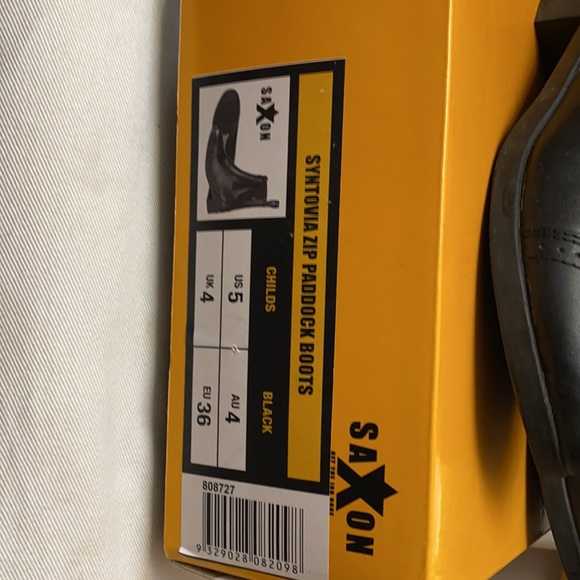 SYNTOVIA ZIP PADDOCK BOOTS
SAXON
CHILDS BLACK
US 5 AU 4
UK 4 EU 36
808727
9 329028 082098
SAXON